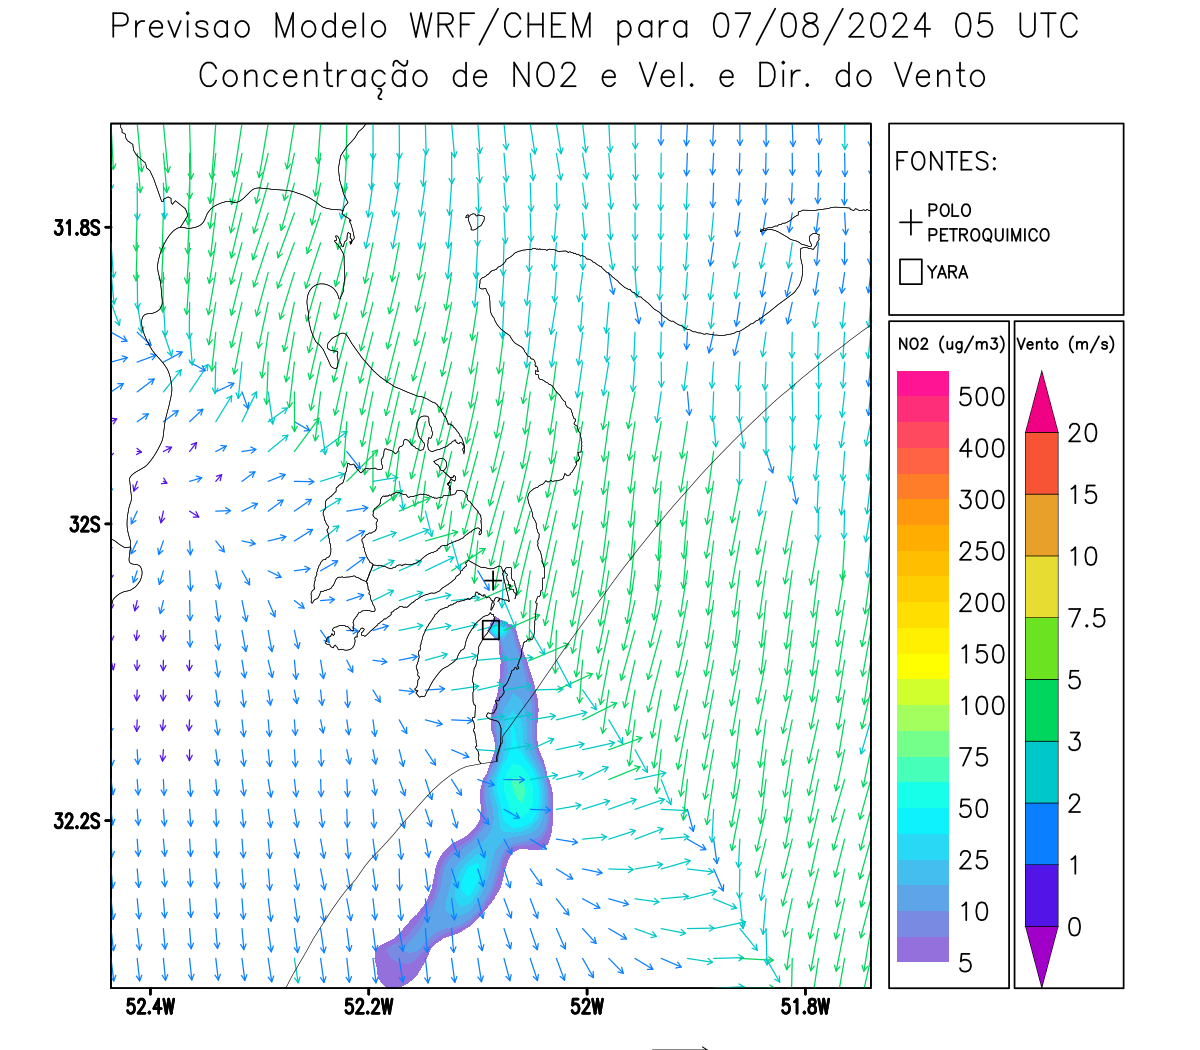 Previsao Modelo WRF/CHEM para 07/08/2024 05 UTC
Concentração de NO2 e Vel. e Dir. do Vento
FONTES:
POLO
PETROQUIMICO
YARA
NO2 (ug/m3)
500
400
300
250
200
150
100
75
50
25
10
5
Vento (m/s)
20
15
10
7.5
5
3
2
1
0
31.8S
32S
32.2S
52.4W
52.2W
52W
51.8W